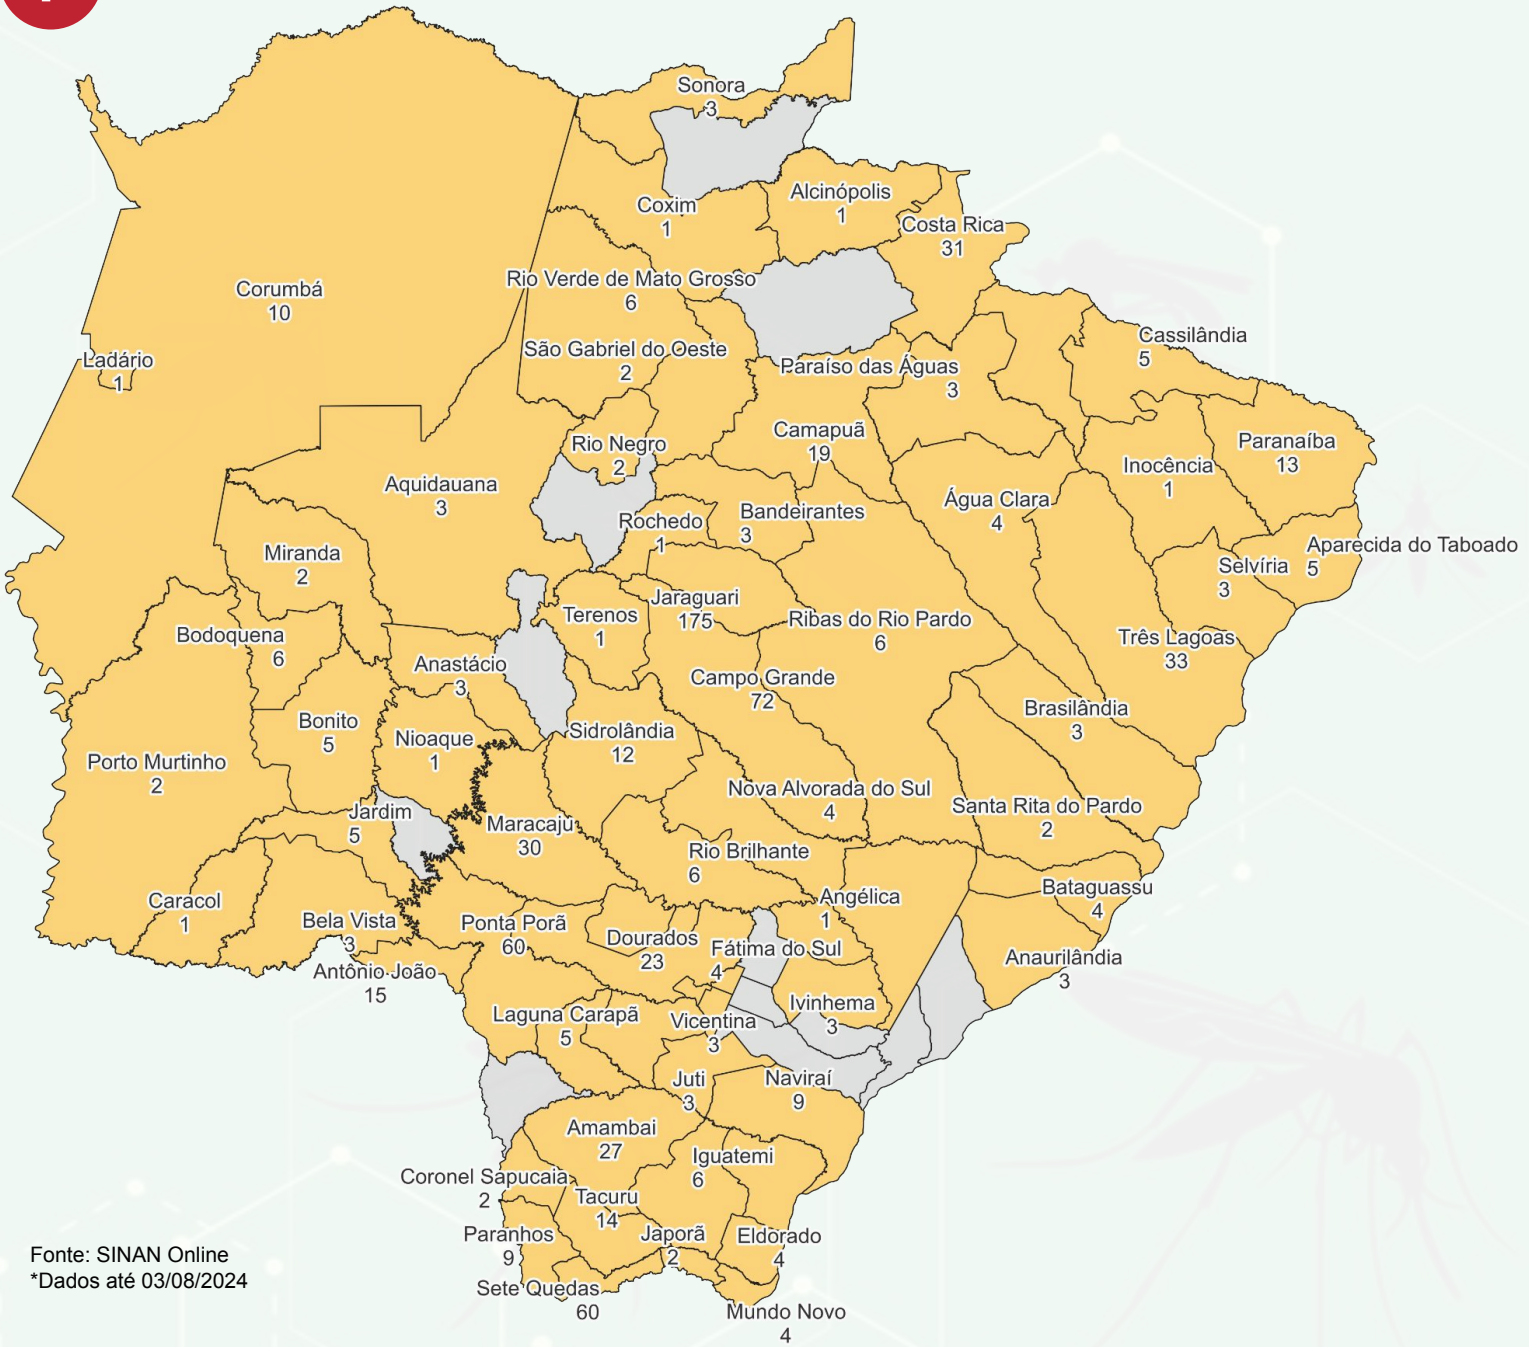 Sonora
3
Alcinópolis
1
Coxim
1
Costa Rica
31
Rio Verde de Mato Grosso
6
Corumbá
10
Cassilândia
5
São Gabriel do Oeste
2
Ladário
1
Paraíso das Águas
3
Camapuã
19
Paranaíba
13
Rio Negro
2
Inocência
1
Aquidauana
3
Água Clara
4
Bandeirantes
3
Rochedo
1
Aparecida do Taboado
5
Miranda
2
Selvíria
3
Jaraguari
175
Terenos
1
Ribas do Rio Pardo
6
Bodoquena
6
Três Lagoas
33
Anastácio
3
Campo Grande
72
Brasilândia
3
Bonito
5
Sidrolândia
12
Nioaque
1
Porto Murtinho
2
Nova Alvorada do Sul
4
Santa Rita do Pardo
2
Jardim
5
Maracaju
30
Rio Brilhante
6
Bataguassu
4
Angélica
1
Caracol
1
Bela Vista
3
Ponta Porã
60
Dourados
23
Fátima do Sul
4
Anaurilândia
3
Antônio João
15
Ivinhema
3
Laguna Carapã
5
Vicentina
3
Juti
3
Naviraí
9
Amambai
27
Iguatemi
6
Coronel Sapucaia
2
Tacuru
14
Paranhos
9
Japorã
2
Eldorado
4
Sete Quedas
60
Mundo Novo
4
Fonte: SINAN Online
*Dados até 03/08/2024